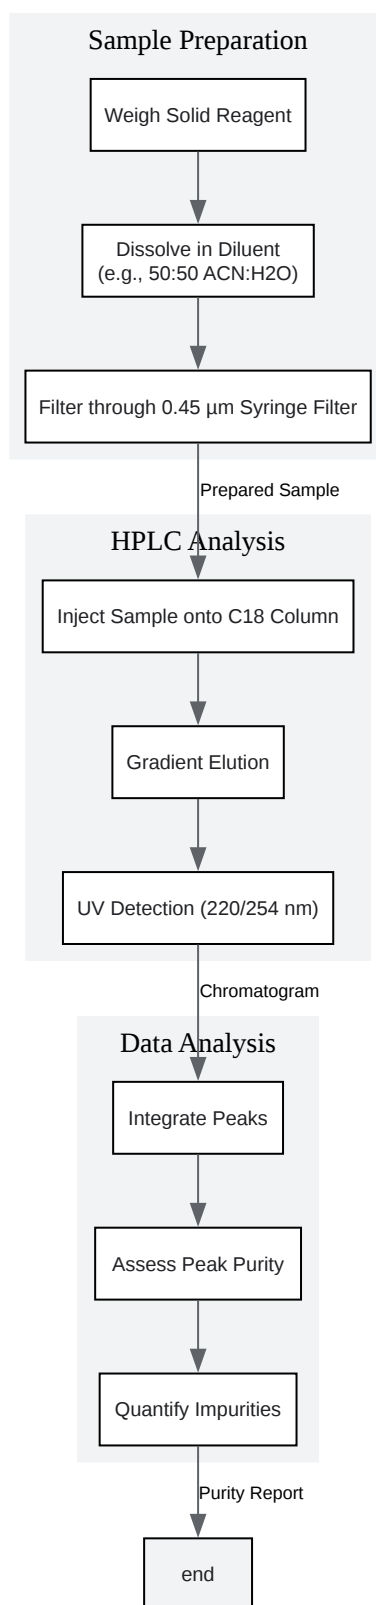 Sample Preparation
Weigh Solid Reagent
Dissolve in Diluent
(e.g., 50:50 ACN:H2O)
Filter through 0.45 µm Syringe Filter
Prepared Sample
HPLC Analysis
Inject Sample onto C18 Column
Gradient Elution
UV Detection (220/254 nm)
Chromatogram
Data Analysis
Integrate Peaks
Assess Peak Purity
Quantify Impurities
Purity Report
end